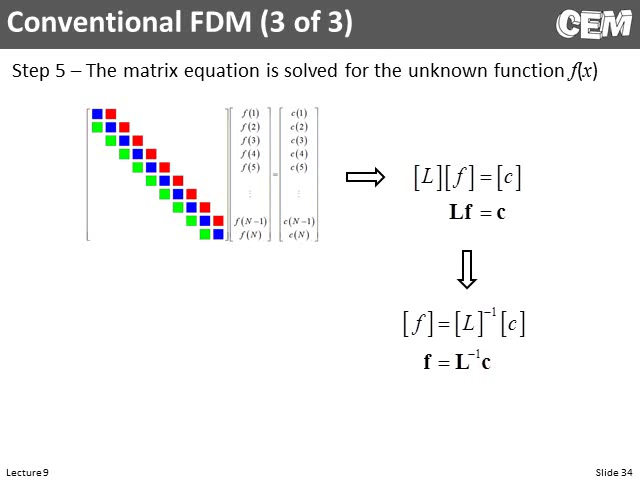 Conventional FDM (3 of 3)
CEM
Step 5 – The matrix equation is solved for the unknown function f(x)
f(1)
f(2)
f(3)
f(4)
f(5)
⋮
f(N−1)
f(N)
=
c(1)
c(2)
c(3)
c(4)
c(5)
⋮
c(N−1)
c(N)
[L][f]=[c]
Lf = c
[f]=[L]⁻¹[c]
f = L⁻¹c
Lecture 9
Slide 34